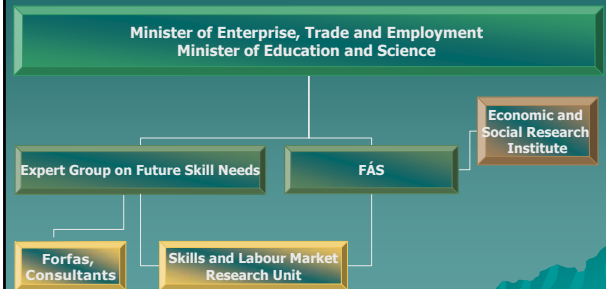 Minister of Enterprise, Trade and Employment
Minister of Education and Science
Economic and
Social Research
Institute
Expert Group on Future Skill Needs
FÁS
Forfas,
Consultants
Skills and Labour Market
Research Unit